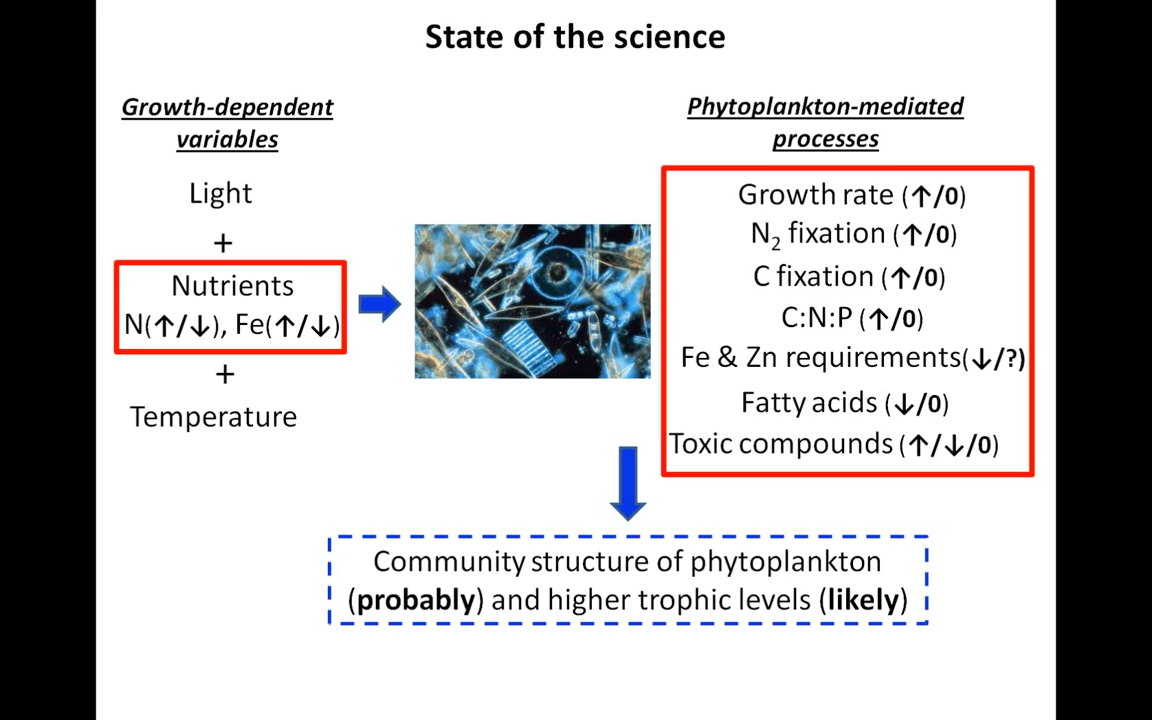 State of the science
Growth-dependent
variables
Light
+
Nutrients
N(↑/↓), Fe(↑/↓)
+
Temperature
Phytoplankton-mediated
processes
Growth rate (↑/0)
N₂ fixation (↑/0)
C fixation (↑/0)
C:N:P (↑/0)
Fe & Zn requirements(↓/?)
Fatty acids (↓/0)
Toxic compounds (↑/↓/0)
Community structure of phytoplankton
(probably) and higher trophic levels (likely)